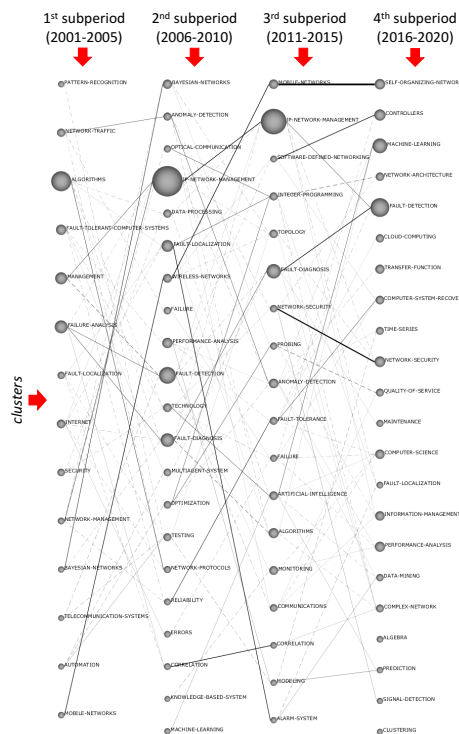 1st subperiod
(2001-2005)
2nd subperiod
(2006-2010)
3rd subperiod
(2011-2015)
4th subperiod
(2016-2020)
clusters
PATTERN-RECOGNITION
NETWORK-TRAFFIC
ALGORITHMS
FAULT-TOLERANT-COMPUTER-SYSTEMS
MANAGEMENT
FAILURE-ANALYSIS
FAULT-LOCALIZATION
INTERNET
SECURITY
NETWORK-MANAGEMENT
BAYESIAN-NETWORKS
TELECOMMUNICATION-SYSTEMS
AUTOMATION
MOBILE-NETWORKS
BAYESIAN-NETWORKS
ANOMALY-DETECTION
OPTICAL-COMMUNICATION
IP-NETWORK-MANAGEMENT
DATA-PROCESSING
FAULT-LOCALIZATION
WIRELESS-NETWORKS
FAILURE
PERFORMANCE-ANALYSIS
FAULT-DETECTION
TECHNOLOGY
FAULT-DIAGNOSIS
MULTIAGENT-SYSTEM
OPTIMIZATION
TESTING
NETWORK-PROTOCOLS
RELIABILITY
ERRORS
CORRELATION
KNOWLEDGE-BASED-SYSTEM
MACHINE-LEARNING
MOBILE-NETWORKS
IP-NETWORK-MANAGEMENT
SOFTWARE-DEFINED-NETWORKING
INTEGER-PROGRAMMING
TOPOLOGY
FAULT-DIAGNOSIS
NETWORK-SECURITY
PROBING
ANOMALY-DETECTION
FAULT-TOLERANCE
FAILURE
ARTIFICIAL-INTELLIGENCE
ALGORITHMS
MONITORING
COMMUNICATIONS
CORRELATION
MODELING
ALARM-SYSTEM
SELF-ORGANIZING-NETWOR
CONTROLLERS
MACHINE-LEARNING
NETWORK-ARCHITECTURE
FAULT-DETECTION
CLOUD-COMPUTING
TRANSFER-FUNCTION
COMPUTER-SYSTEM-RECOVE
TIME-SERIES
NETWORK-SECURITY
QUALITY-OF-SERVICE
MAINTENANCE
COMPUTER-SCIENCE
FAULT-LOCALIZATION
INFORMATION-MANAGEMENT
PERFORMANCE-ANALYSIS
DATA-MINING
COMPLEX-NETWORK
ALGEBRA
PREDICTION
SIGNAL-DETECTION
CLUSTERING